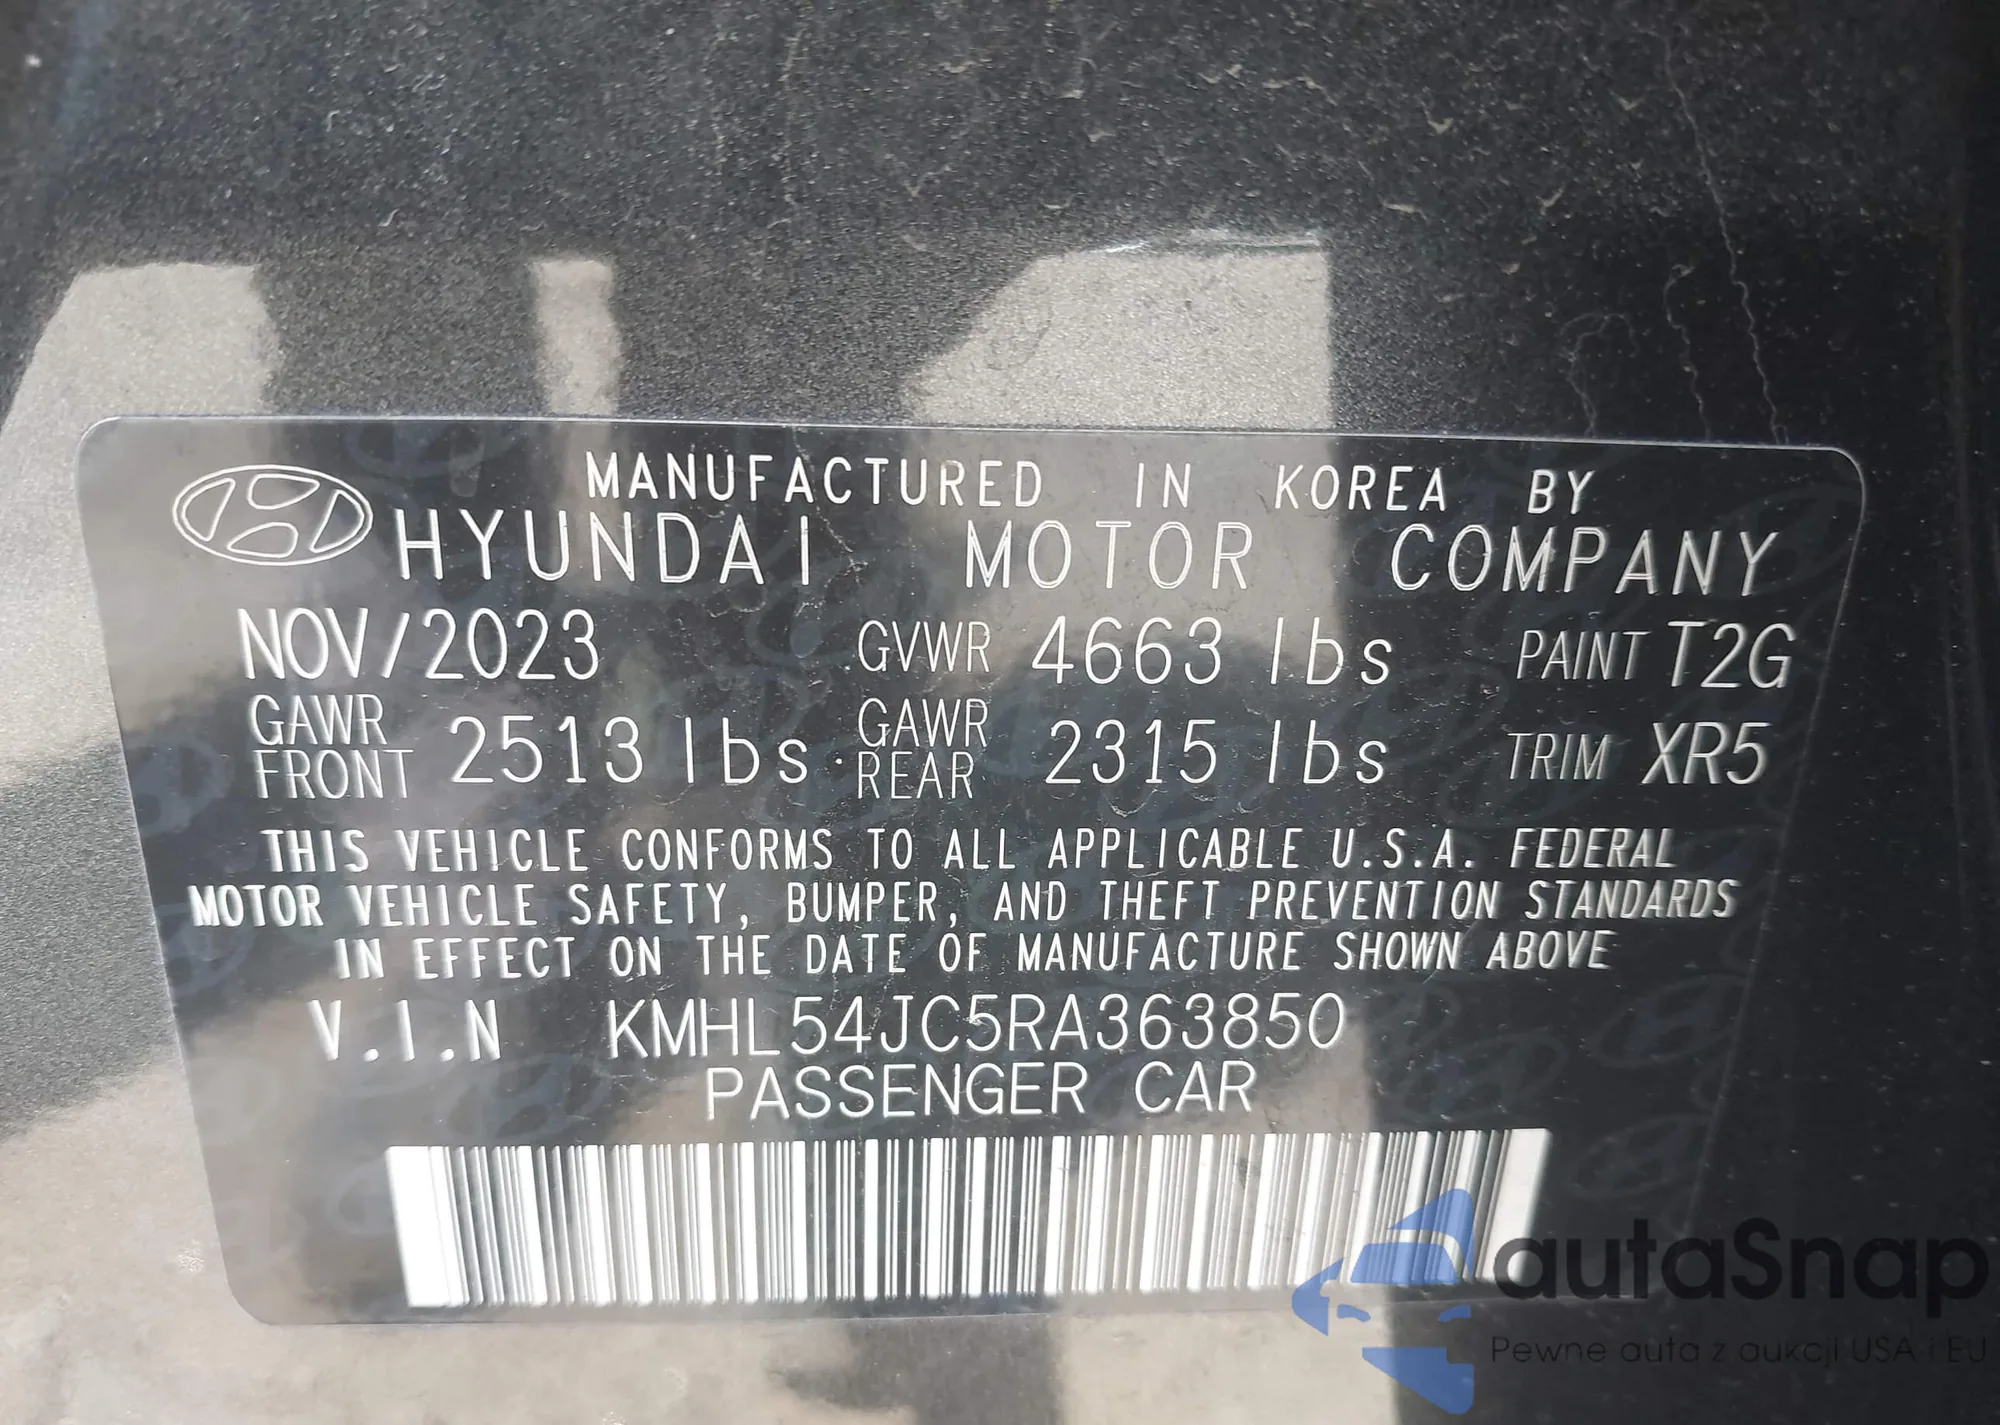 MANUFACTURED IN KOREA BY
HYUNDAI MOTOR COMPANY
NOV/2023 GVWR 4663 lbs PAINT T2G
GAWR FRONT 2513 lbs GAWR REAR 2315 lbs TRIM XR5
THIS VEHICLE CONFORMS TO ALL APPLICABLE U.S.A. FEDERAL
MOTOR VEHICLE SAFETY, BUMPER, AND THEFT PREVENTION STANDARDS
IN EFFECT ON THE DATE OF MANUFACTURE SHOWN ABOVE
V.I.N KMHL54JC5RA363850
PASSENGER CAR
autaSnap
Pewne auta z aukcji USA i EU